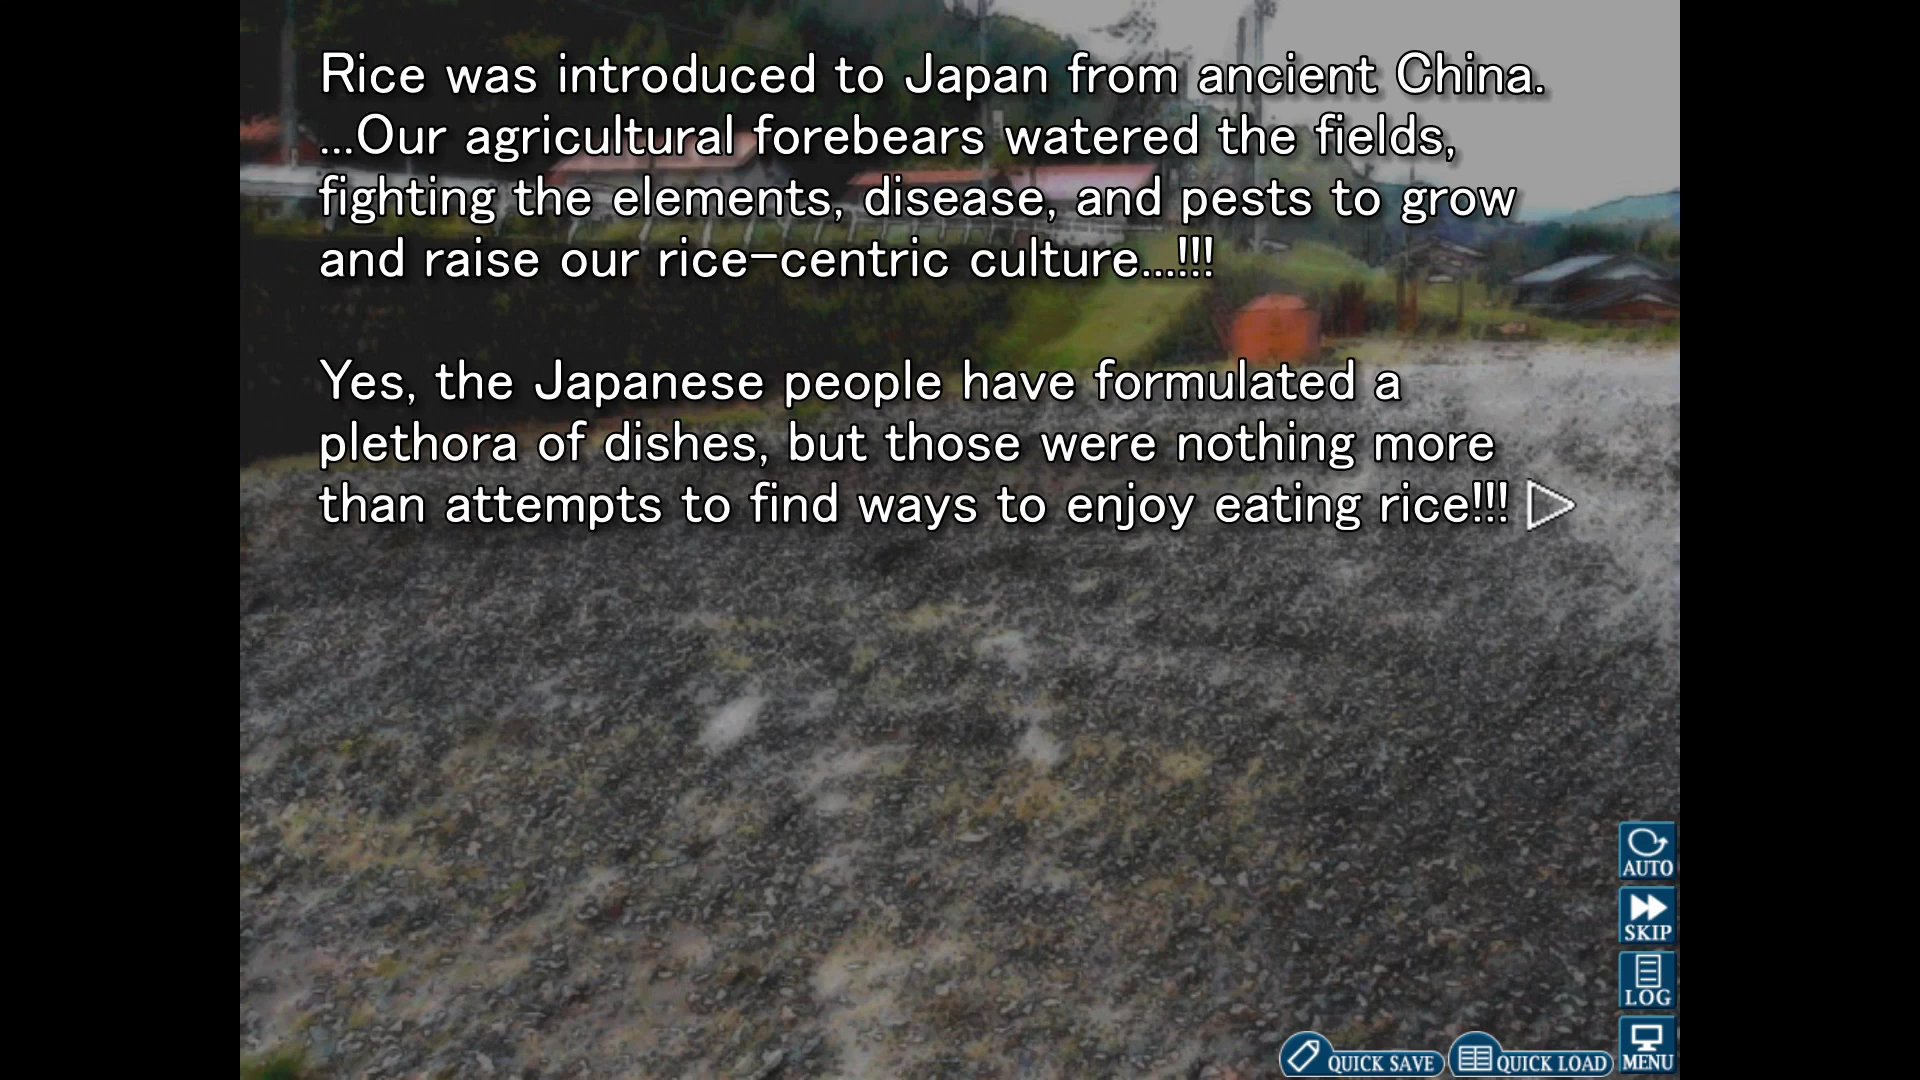 Rice was introduced to Japan from ancient China.
...Our agricultural forebears watered the fields,
fighting the elements, disease, and pests to grow
and raise our rice-centric culture...!!!
Yes, the Japanese people have formulated a
plethora of dishes, but those were nothing more
than attempts to find ways to enjoy eating rice!!!
AUTO
SKIP
LOG
MENU
QUICK SAVE
QUICK LOAD